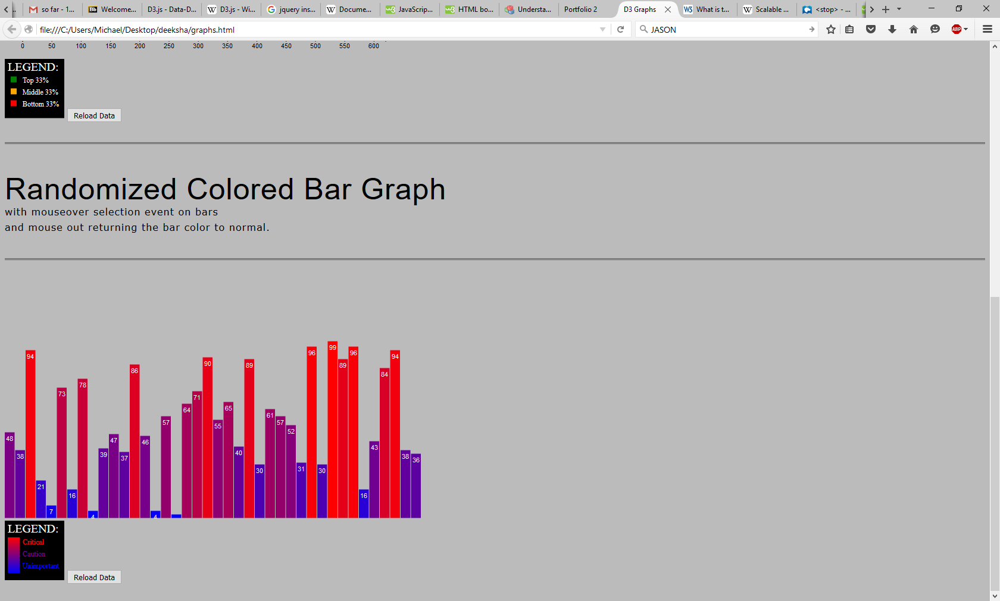 so far - 1...
Welcome...
D3.js - Data-D...
D3.js - Wi...
jquery ins...
Docume...
JavaScrip...
HTML bo...
Understa...
Portfolio 2
D3 Graphs
What is t...
Scalable ...
<stop> - ...
file:///C:/Users/Michael/Desktop/deeksha/graphs.html
JASON
ABP
0 50 100 150 200 250 300 350 400 450 500 550 600
LEGEND:
Top 33%
Middle 33%
Bottom 33%
Reload Data
Randomized Colored Bar Graph
with mouseover selection event on bars
and mouse out returning the bar color to normal.
48 38 94 21 7 73 16 78 4 39 47 37 86 46 4 57 64 71 90 55 65 40 89 30 61 57 52 31 96 30 99 89 96 16 43 84 94 38 36
LEGEND:
Critical
Caution
Unimportant
Reload Data